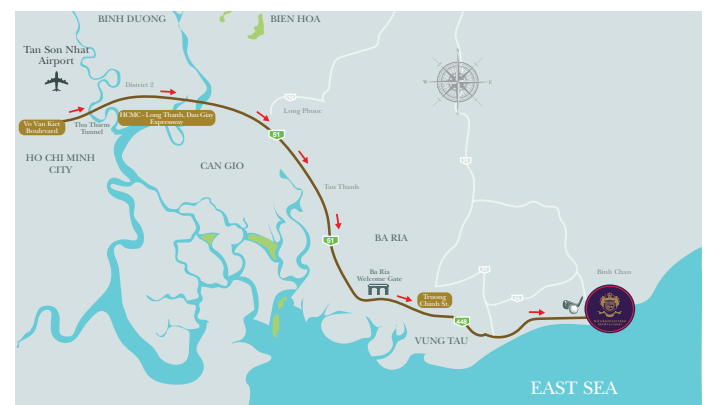 BINH DUONG
BIEN HOA
Tan Son Nhat
Airport
District 2
Long Phuoc
Vo Van Kiet
Boulevard
Thu Thiem
Tunnel
HCMC - Long Thanh, Dau Giay
Expressway
51
HO CHI MINH
CITY
CAN GIO
Tan Thanh
51
BA RIA
Ba Ria
Welcome Gate
Truong
Chinh St.
44B
VUNG TAU
Binh Chau
EAST SEA
N
W
E